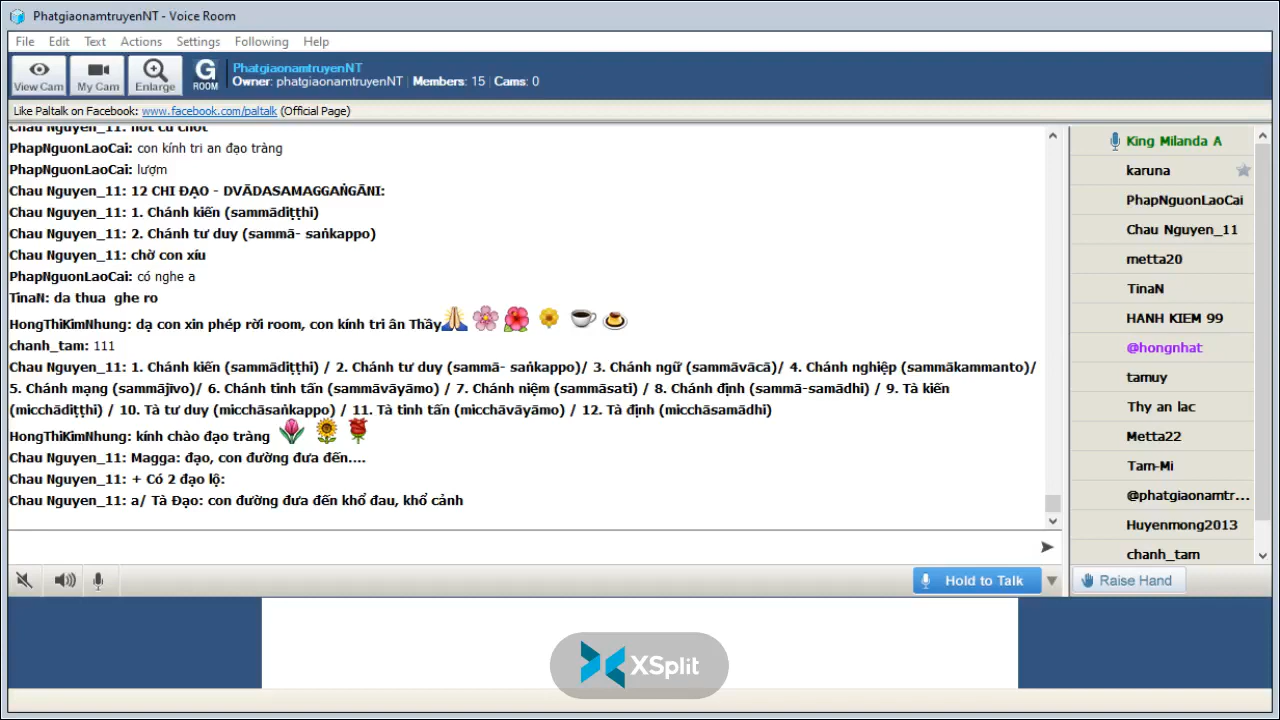 PhatgiaonamtruyenNT - Voice Room
File Edit Text Actions Settings Following Help
View Cam My Cam Enlarge G ROOM
PhatgiaonamtruyenNT
Owner: phatgiaonamtruyenNT Members: 15 Cams: 0
Like Paltalk on Facebook: www.facebook.com/paltalk (Official Page)
Chau Nguyen_11: hốt cú chót
PhapNguonLaoCai: con kính tri an đạo tràng
PhapNguonLaoCai: lượm
Chau Nguyen_11: 12 CHI ĐẠO - DVĀDASAMAGGAṄGĀNI:
Chau Nguyen_11: 1. Chánh kiến (sammādiṭṭhi)
Chau Nguyen_11: 2. Chánh tư duy (sammā- saṅkappo)
Chau Nguyen_11: chờ con xíu
PhapNguonLaoCai: có nghe a
TinaN: da thua ghe ro
HongThiKimNhung: dạ con xin phép rời room, con kính tri ân Thầy
chanh_tam: 111
Chau Nguyen_11: 1. Chánh kiến (sammādiṭṭhi) / 2. Chánh tư duy (sammā- saṅkappo)/ 3. Chánh ngữ (sammāvācā)/ 4. Chánh nghiệp (sammākammanto)/
5. Chánh mạng (sammājīvo)/ 6. Chánh tinh tấn (sammāvāyāmo) / 7. Chánh niệm (sammāsati) / 8. Chánh định (sammā-samādhi) / 9. Tà kiến
(micchādiṭṭhi) / 10. Tà tư duy (micchāsaṅkappo) / 11. Tà tinh tấn (micchāvāyāmo) / 12. Tà định (micchāsamādhi)
HongThiKimNhung: kính chào đạo tràng
Chau Nguyen_11: Magga: đạo, con đường đưa đến....
Chau Nguyen_11: + Có 2 đạo lộ:
Chau Nguyen_11: a/ Tà Đạo: con đường đưa đến khổ đau, khổ cảnh
King Milanda A
karuna
PhapNguonLaoCai
Chau Nguyen_11
metta20
TinaN
HANH KIEM 99
@hongnhat
tamuy
Thy an lac
Metta22
Tam-Mi
@phatgiaonamtr...
Huyenmong2013
chanh_tam
Hold to Talk
Raise Hand
XSplit